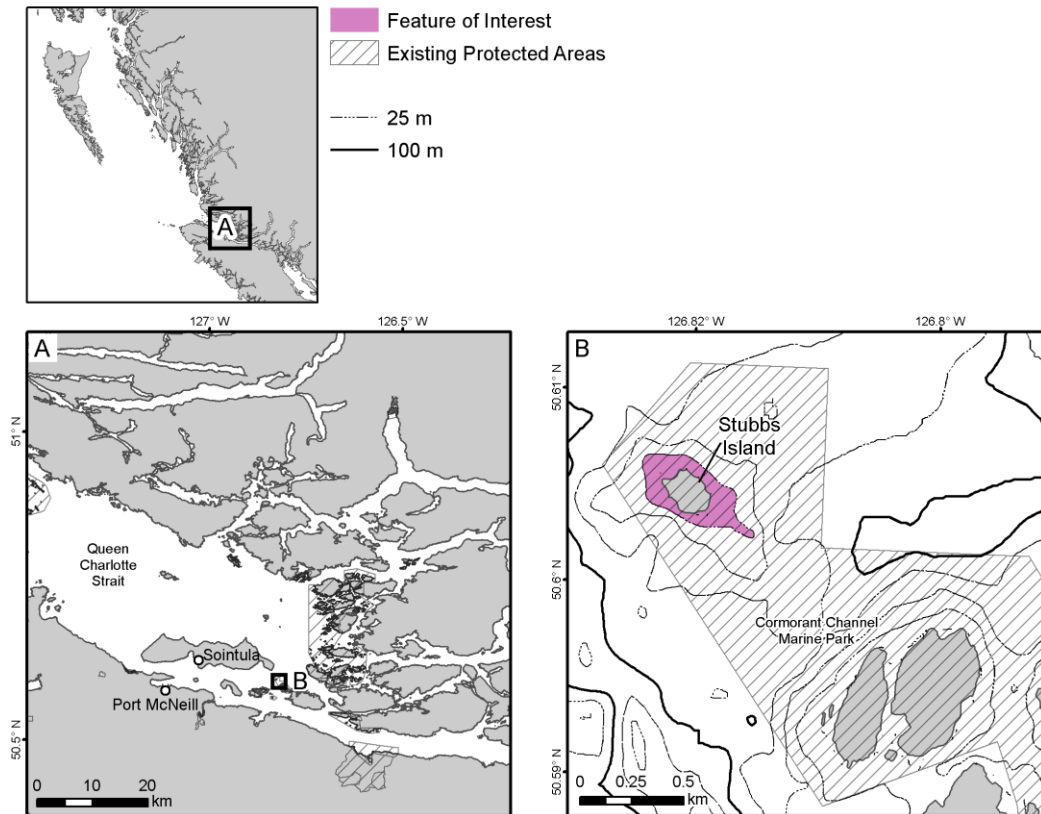 Feature of Interest
Existing Protected Areas
25 m
100 m
A
127° W
126.5° W
A
51° N
50.5° N
Queen
Charlotte
Strait
Sointula
Port McNeill
B
0 10 20
km
126.82° W
126.8° W
B
50.61° N
50.6° N
50.59° N
Stubbs
Island
Cormorant Channel
Marine Park
0 0.25 0.5
km